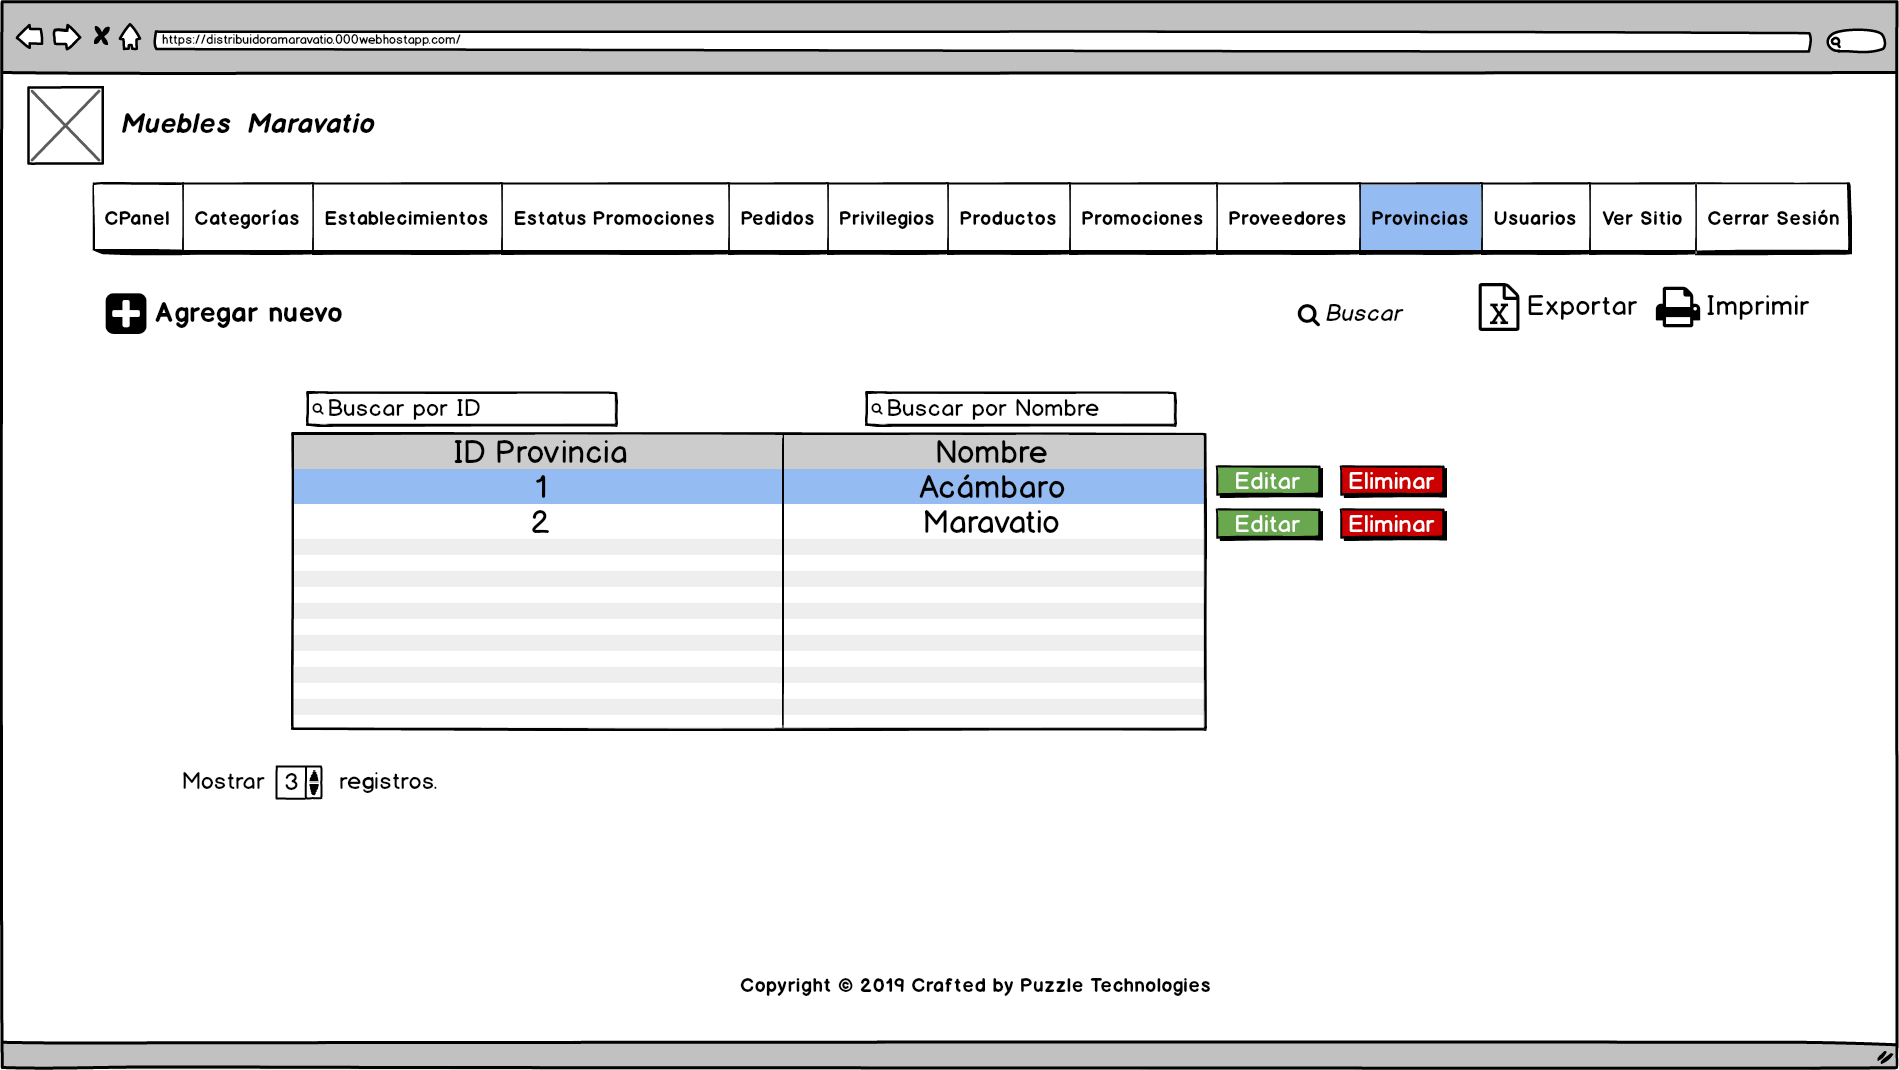 https://distribuidoramaravatio.000webhostapp.com/
Muebles Maravatio
CPanel Categorías Establecimientos Estatus Promociones Pedidos Privilegios Productos Promociones Proveedores Provincias Usuarios Ver Sitio Cerrar Sesión
Agregar nuevo Buscar Exportar Imprimir
Buscar por ID Buscar por Nombre
ID Provincia Nombre
1 Acámbaro Editar Eliminar
2 Maravatio Editar Eliminar
Mostrar 3 registros.
Copyright © 2019 Crafted by Puzzle Technologies